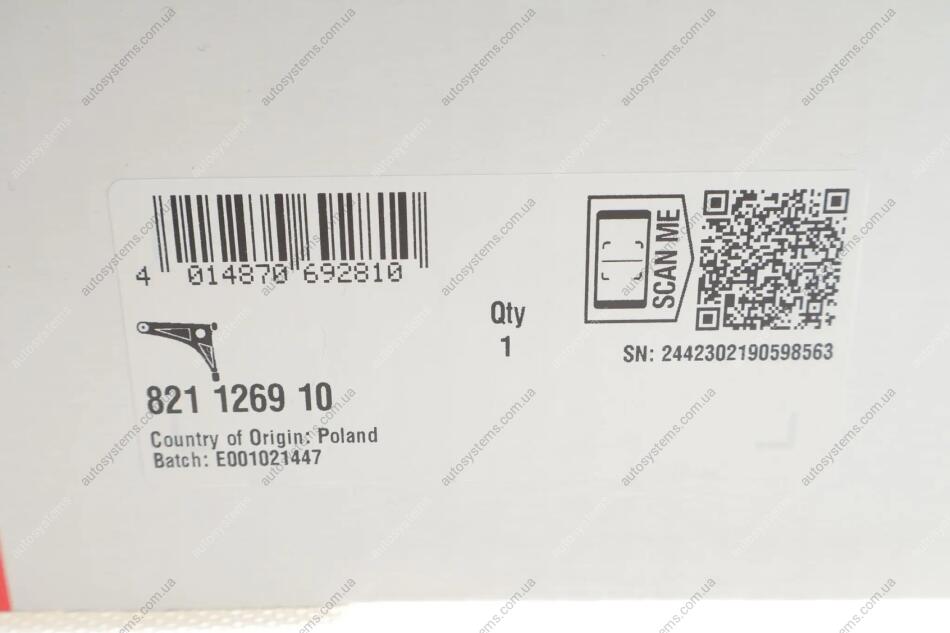 4 014870 692810
821 1269 10
Country of Origin: Poland
Batch: E001021447
Qty
1
SCAN ME
SN: 2442302190598563
autosystems.com.ua